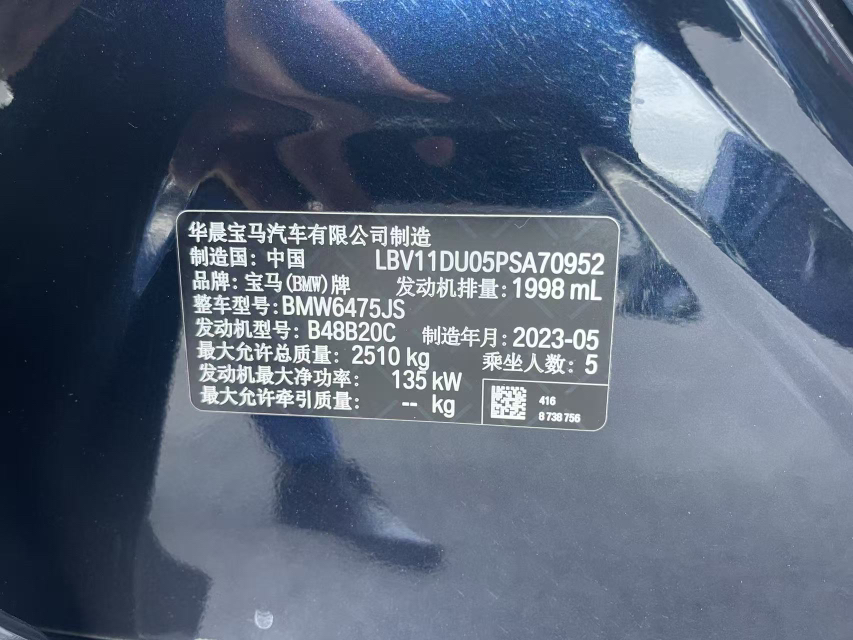 华晨宝马汽车有限公司制造
制造国：中国 LBV11DU05PSA70952
品牌：宝马(BMW)牌 发动机排量：1998 mL
整车型号：BMW6475JS
发动机型号：B48B20C 制造年月：2023-05
最大允许总质量：2510 kg 乘坐人数：5
发动机最大净功率： 135 kW
最大允许牵引质量： -- kg
416
8 738 756